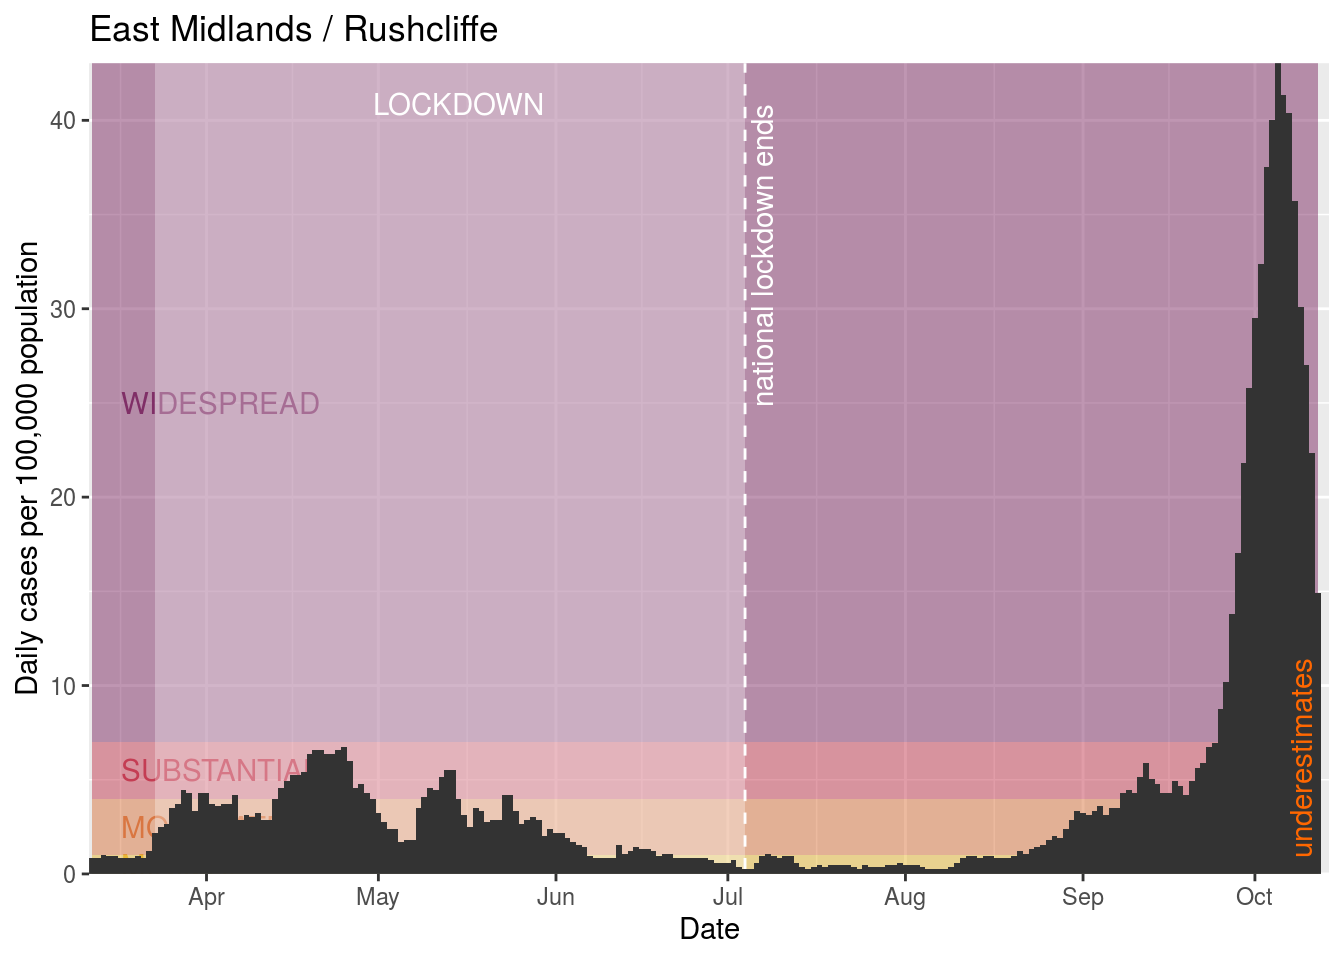 East Midlands / Rushcliffe
Daily cases per 100,000 population
40
30
20
10
0
LOCKDOWN
national lockdown ends
WIDESPREAD
SUBSTANTIAL
underestimates
Apr
May
Jun
Jul
Aug
Sep
Oct
Date